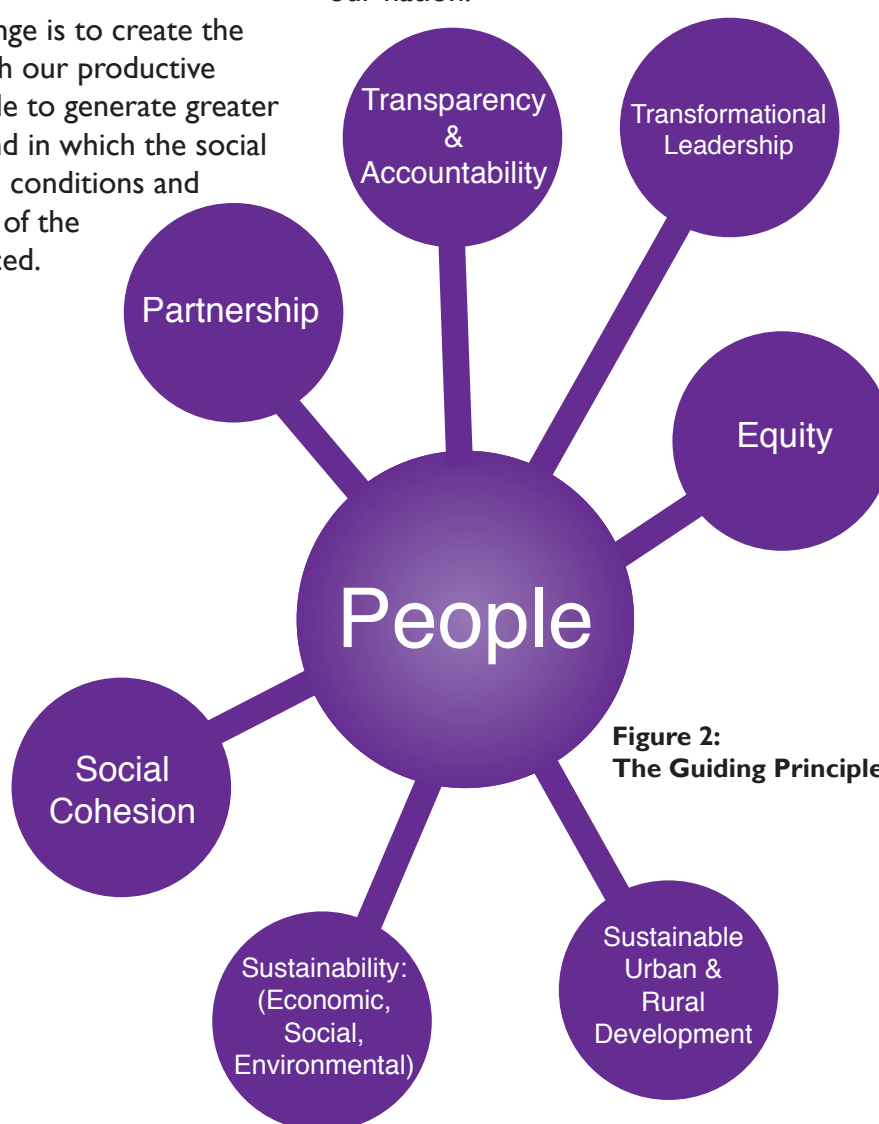 nge is to create the
h our productive
le to generate greater
nd in which the social
conditions and
of the
ed.
Transparency
&
Accountability
Transformational
Leadership
Partnership
Equity
People
Figure 2:
The Guiding Principle
Social
Cohesion
Sustainability:
(Economic,
Social,
Environmental)
Sustainable
Urban &
Rural
Development